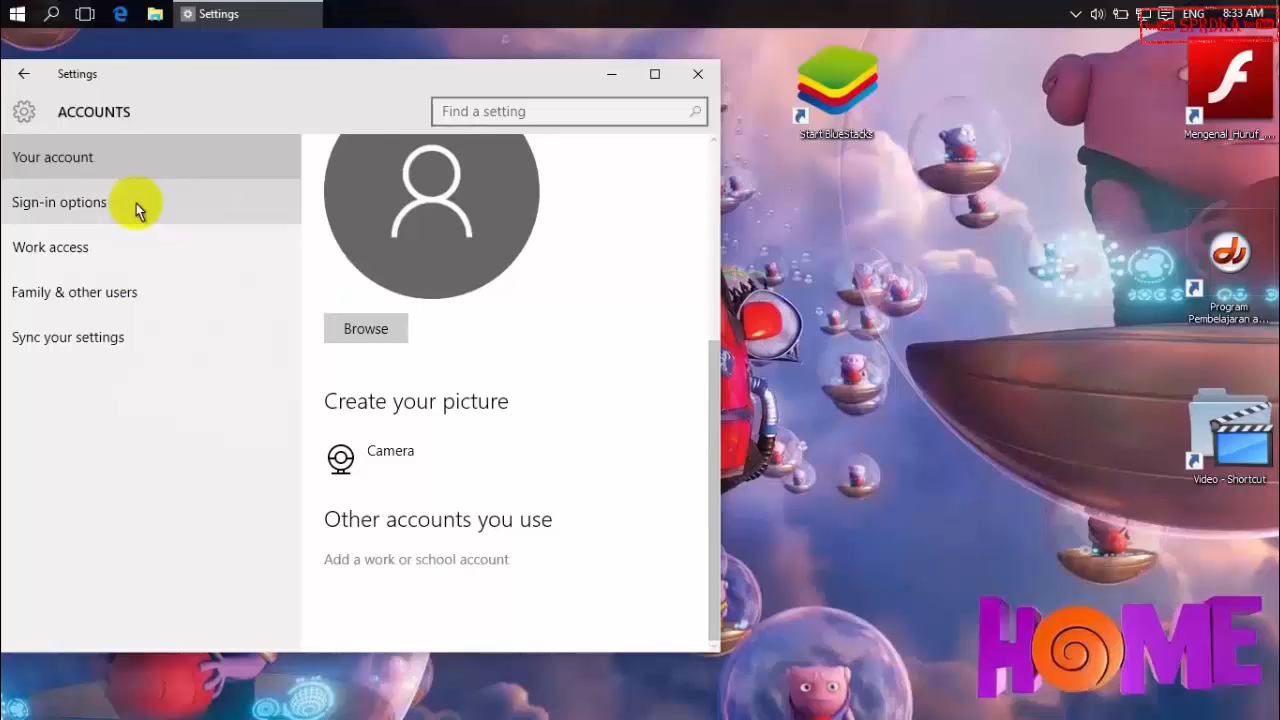 Settings
ENG
8:33 AM
SPRDKA
Settings
ACCOUNTS
Find a setting
Your account
Sign-in options
Work access
Family & other users
Sync your settings
Browse
Create your picture
Camera
Other accounts you use
Add a work or school account
Start BlueStacks
Mengenal_Huruf_...
Program
Pembelajaran a...
Video - Shortcut
HOME